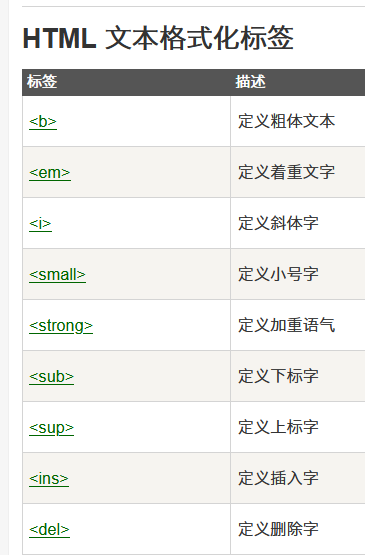 HTML 文本格式化标签
标签 描述
<b> 定义粗体文本
<em> 定义着重文字
<i> 定义斜体字
<small> 定义小号字
<strong> 定义加重语气
<sub> 定义下标字
<sup> 定义上标字
<ins> 定义插入字
<del> 定义删除字